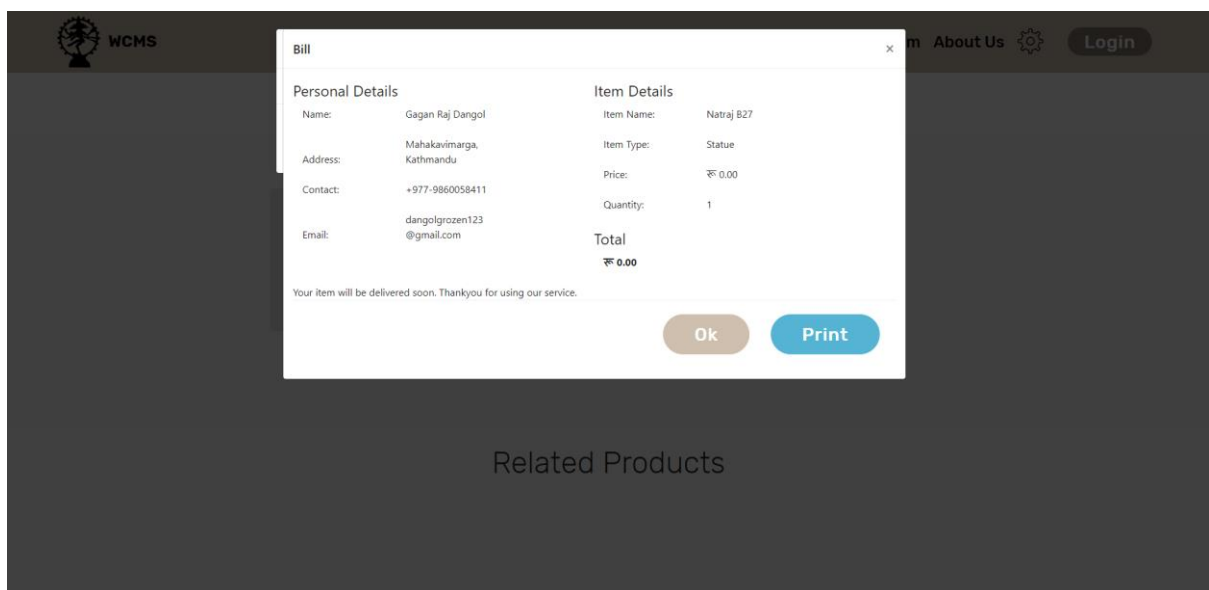 WCMS
m About Us
Login
Bill
×
Personal Details
Name: Gagan Raj Dangol
Address: Mahakavimarga,
Kathmandu
Contact: +977-9860058411
Email: dangolgrozen123
@gmail.com
Item Details
Item Name: Natraj B27
Item Type: Statue
Price: रू 0.00
Quantity: 1
Total
रू 0.00
Your item will be delivered soon. Thankyou for using our service.
Ok
Print
Related Products